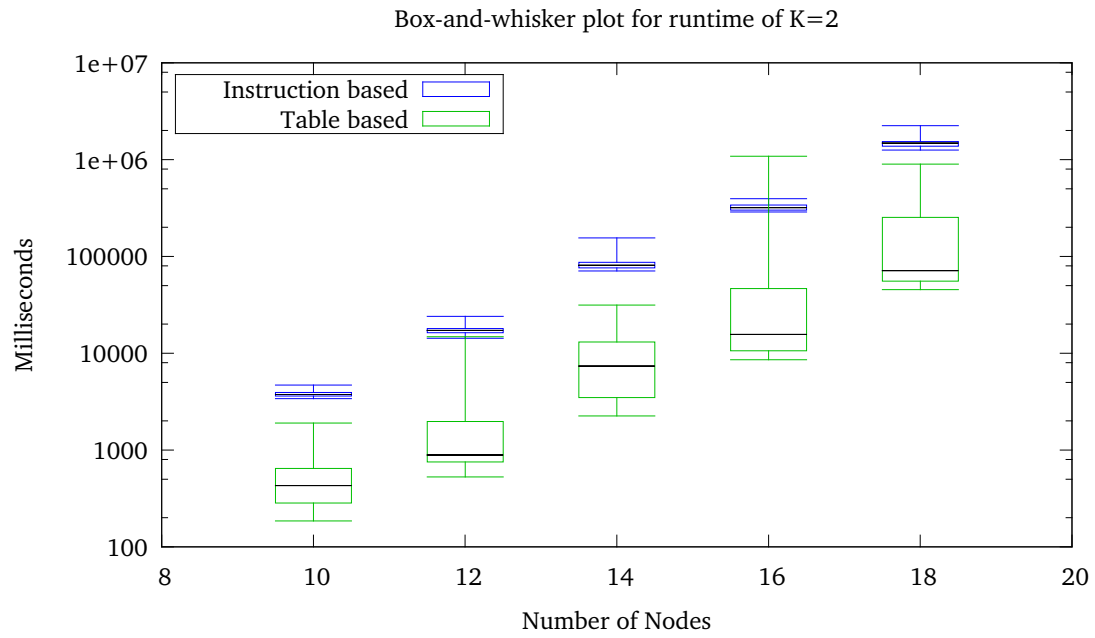 Box-and-whisker plot for runtime of K=2
1e+07
Instruction based
Table based
1e+06
100000
10000
1000
100
8 10 12 14 16 18 20
Milliseconds
Number of Nodes